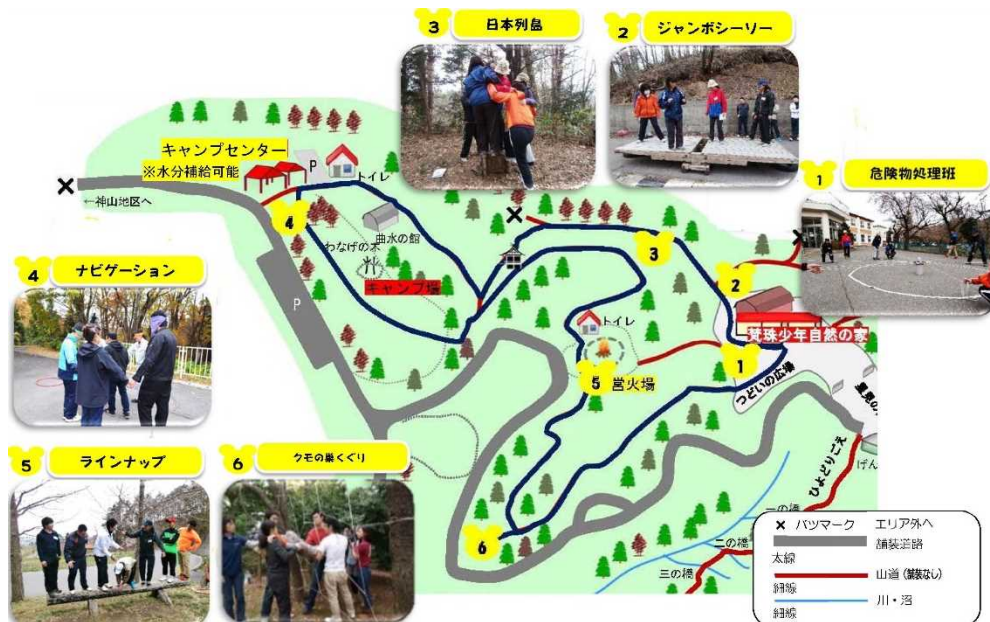 3 日本列島
2 ジャンボシーソー
1 危険物処理班
キャンプセンター
※水分補給可能
P
トイレ
←神山地区へ
4
わなげの木
曲水の館
キャンプ場
3
2
4 ナビゲーション
P
トイレ
梵珠少年自然の家
1
5 営火場
つどいの広場
星見の
げん
ひよどりごえ
5 ラインナップ
6 クモの巣くぐり
6
一の橋
二の橋
三の橋
× バツマーク エリア外へ
太線 舗装道路
細線 山道(舗装なし)
細線 川・沼